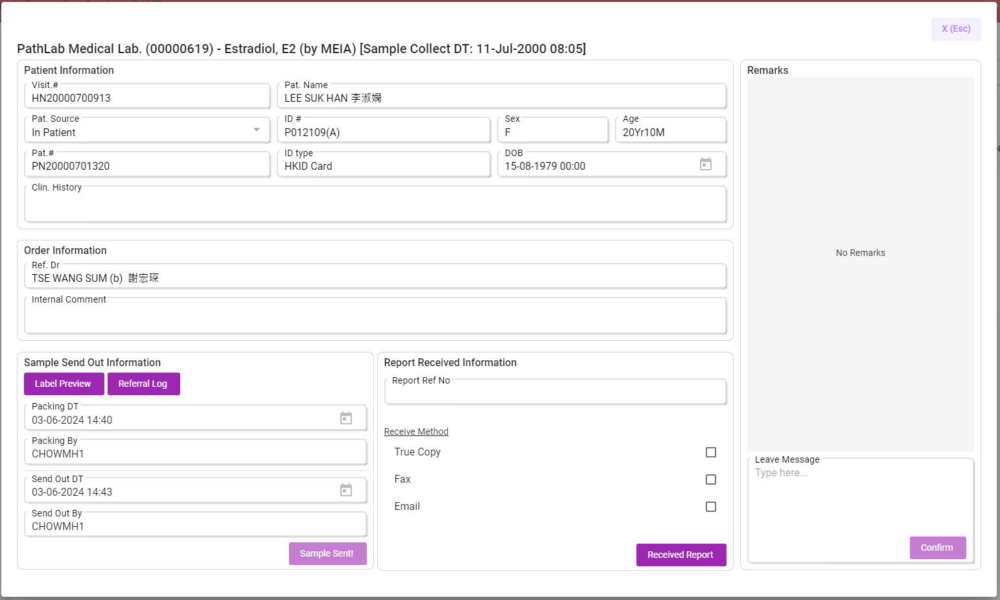 X (Esc)
PathLab Medical Lab. (00000619) - Estradiol, E2 (by MEIA) [Sample Collect DT: 11-Jul-2000 08:05]
Patient Information
Visit.#
HN20000700913
Pat. Name
LEE SUK HAN 李淑嫻
Pat. Source
In Patient
ID #
P012109(A)
Sex
F
Age
20Yr10M
Pat.#
PN20000701320
ID type
HKID Card
DOB
15-08-1979 00:00
Clin. History
Order Information
Ref. Dr
TSE WANG SUM (b) 謝宏琛
Internal Comment
Sample Send Out Information
Label Preview
Referral Log
Packing DT
03-06-2024 14:40
Packing By
CHOWMH1
Send Out DT
03-06-2024 14:43
Send Out By
CHOWMH1
Sample Sent!
Report Received Information
Report Ref No
Receive Method
True Copy
Fax
Email
Received Report
Remarks
No Remarks
Leave Message
Type here...
Confirm